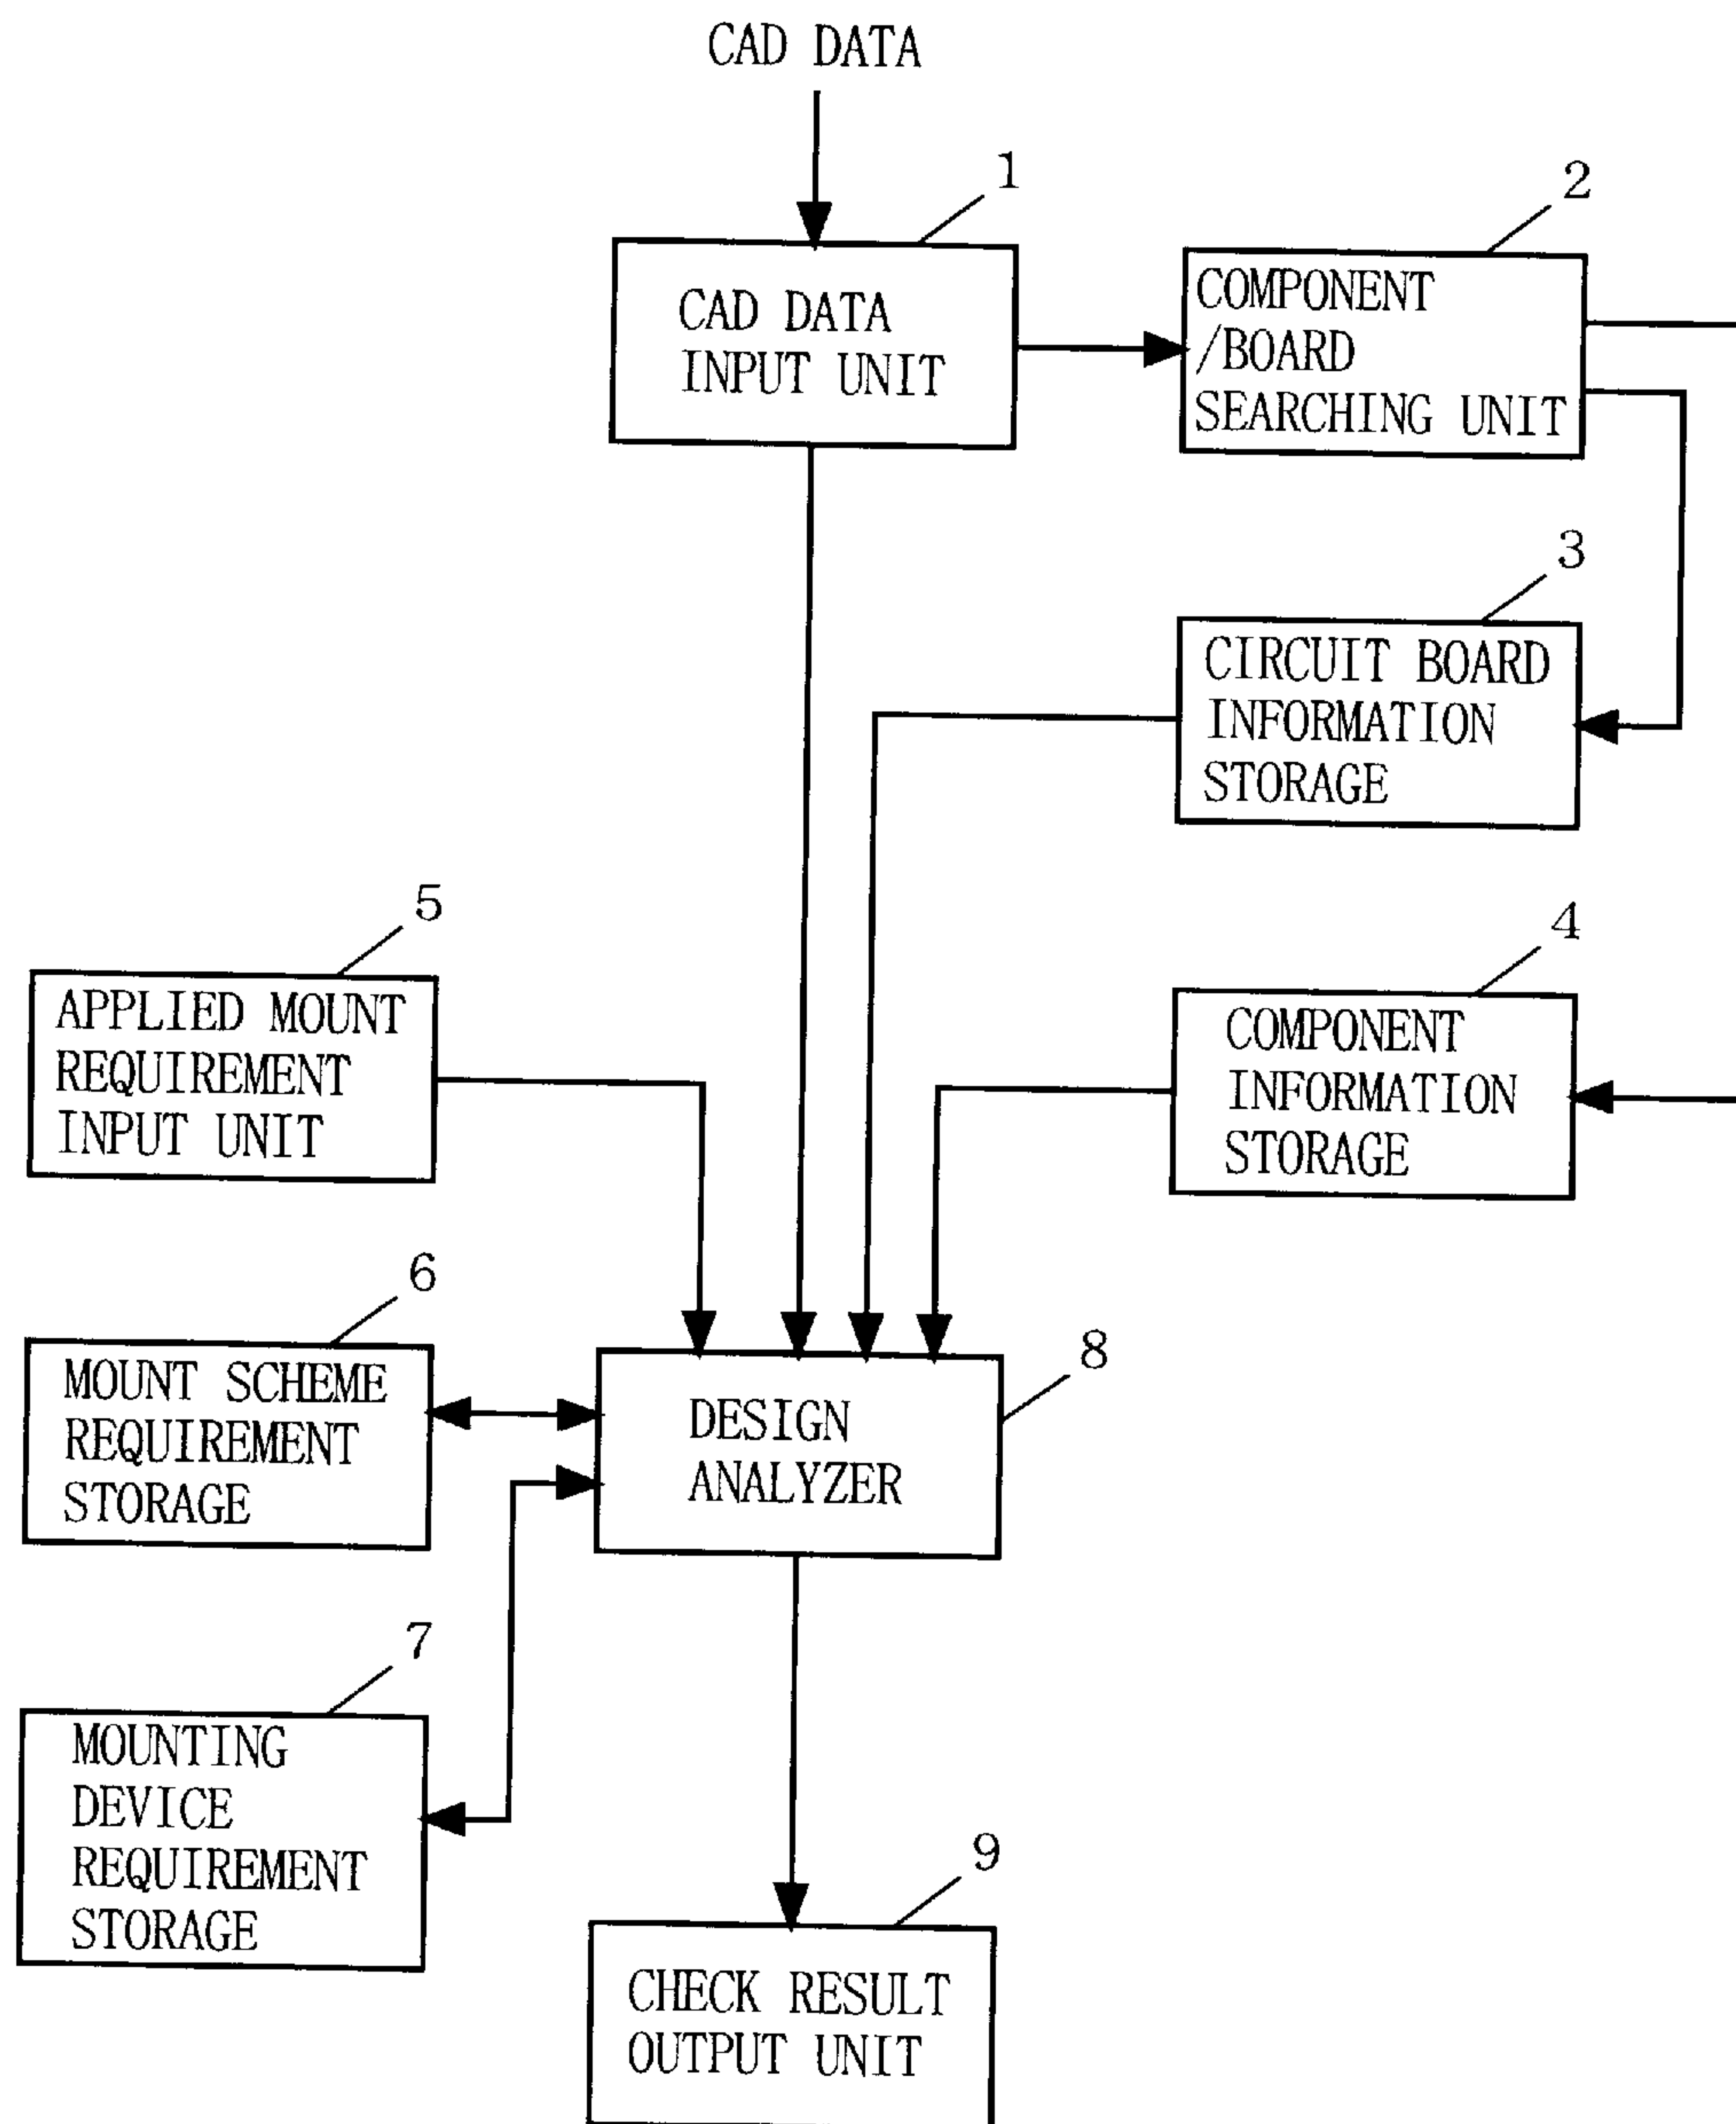 CAD DATA
1
CAD DATA
INPUT UNIT
2
COMPONENT
/BOARD
SEARCHING UNIT
3
CIRCUIT BOARD
INFORMATION
STORAGE
4
COMPONENT
INFORMATION
STORAGE
5
APPLIED MOUNT
REQUIREMENT
INPUT UNIT
6
MOUNT SCHEME
REQUIREMENT
STORAGE
7
MOUNTING
DEVICE
REQUIREMENT
STORAGE
8
DESIGN
ANALYZER
9
CHECK RESULT
OUTPUT UNIT